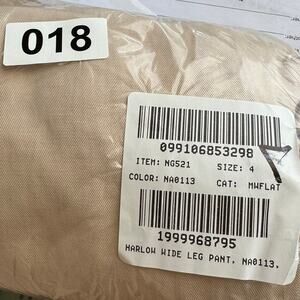 018
099106853298
ITEM: NG521 SIZE: 4
COLOR: NA0113 CAT: MWFLAT
1999968795
HARLOW WIDE LEG PANT, NA0113,